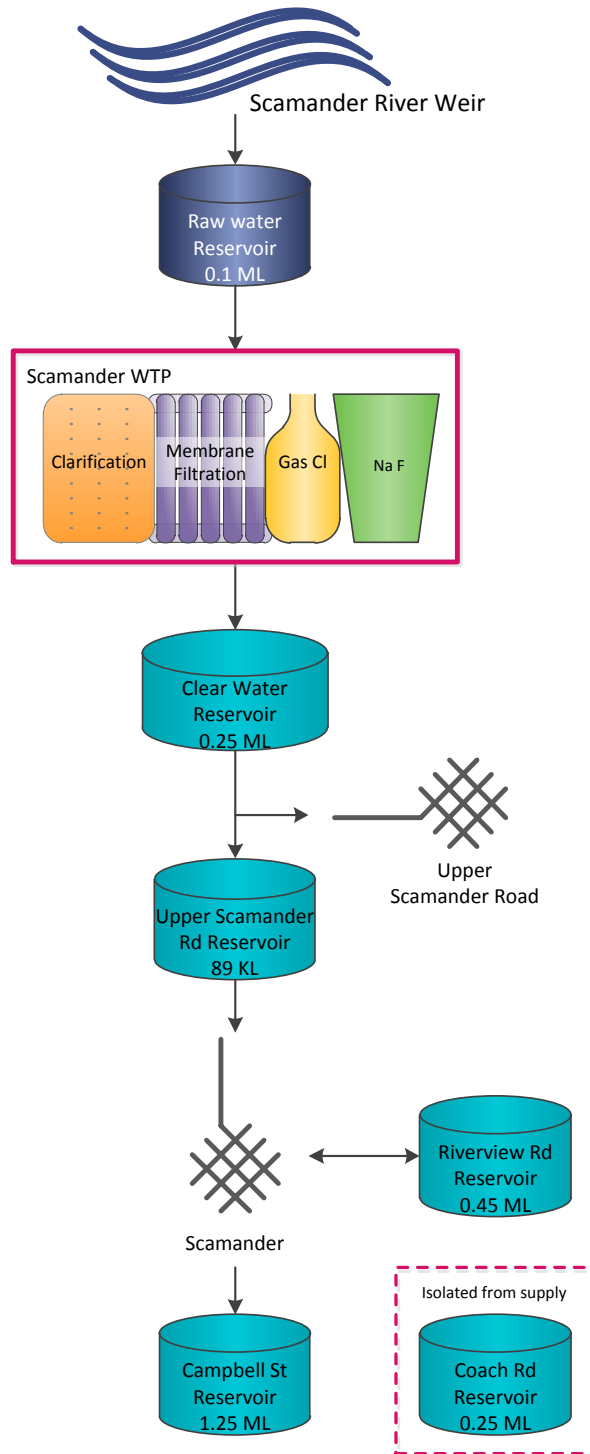 Scamander River Weir
Raw water
Reservoir
0.1 ML
Scamander WTP
Clarification
Membrane
Filtration
Gas Cl
Na F
Clear Water
Reservoir
0.25 ML
Upper
Scamander Road
Upper Scamander
Rd Reservoir
89 KL
Riverview Rd
Reservoir
0.45 ML
Scamander
Isolated from supply
Campbell St
Reservoir
1.25 ML
Coach Rd
Reservoir
0.25 ML